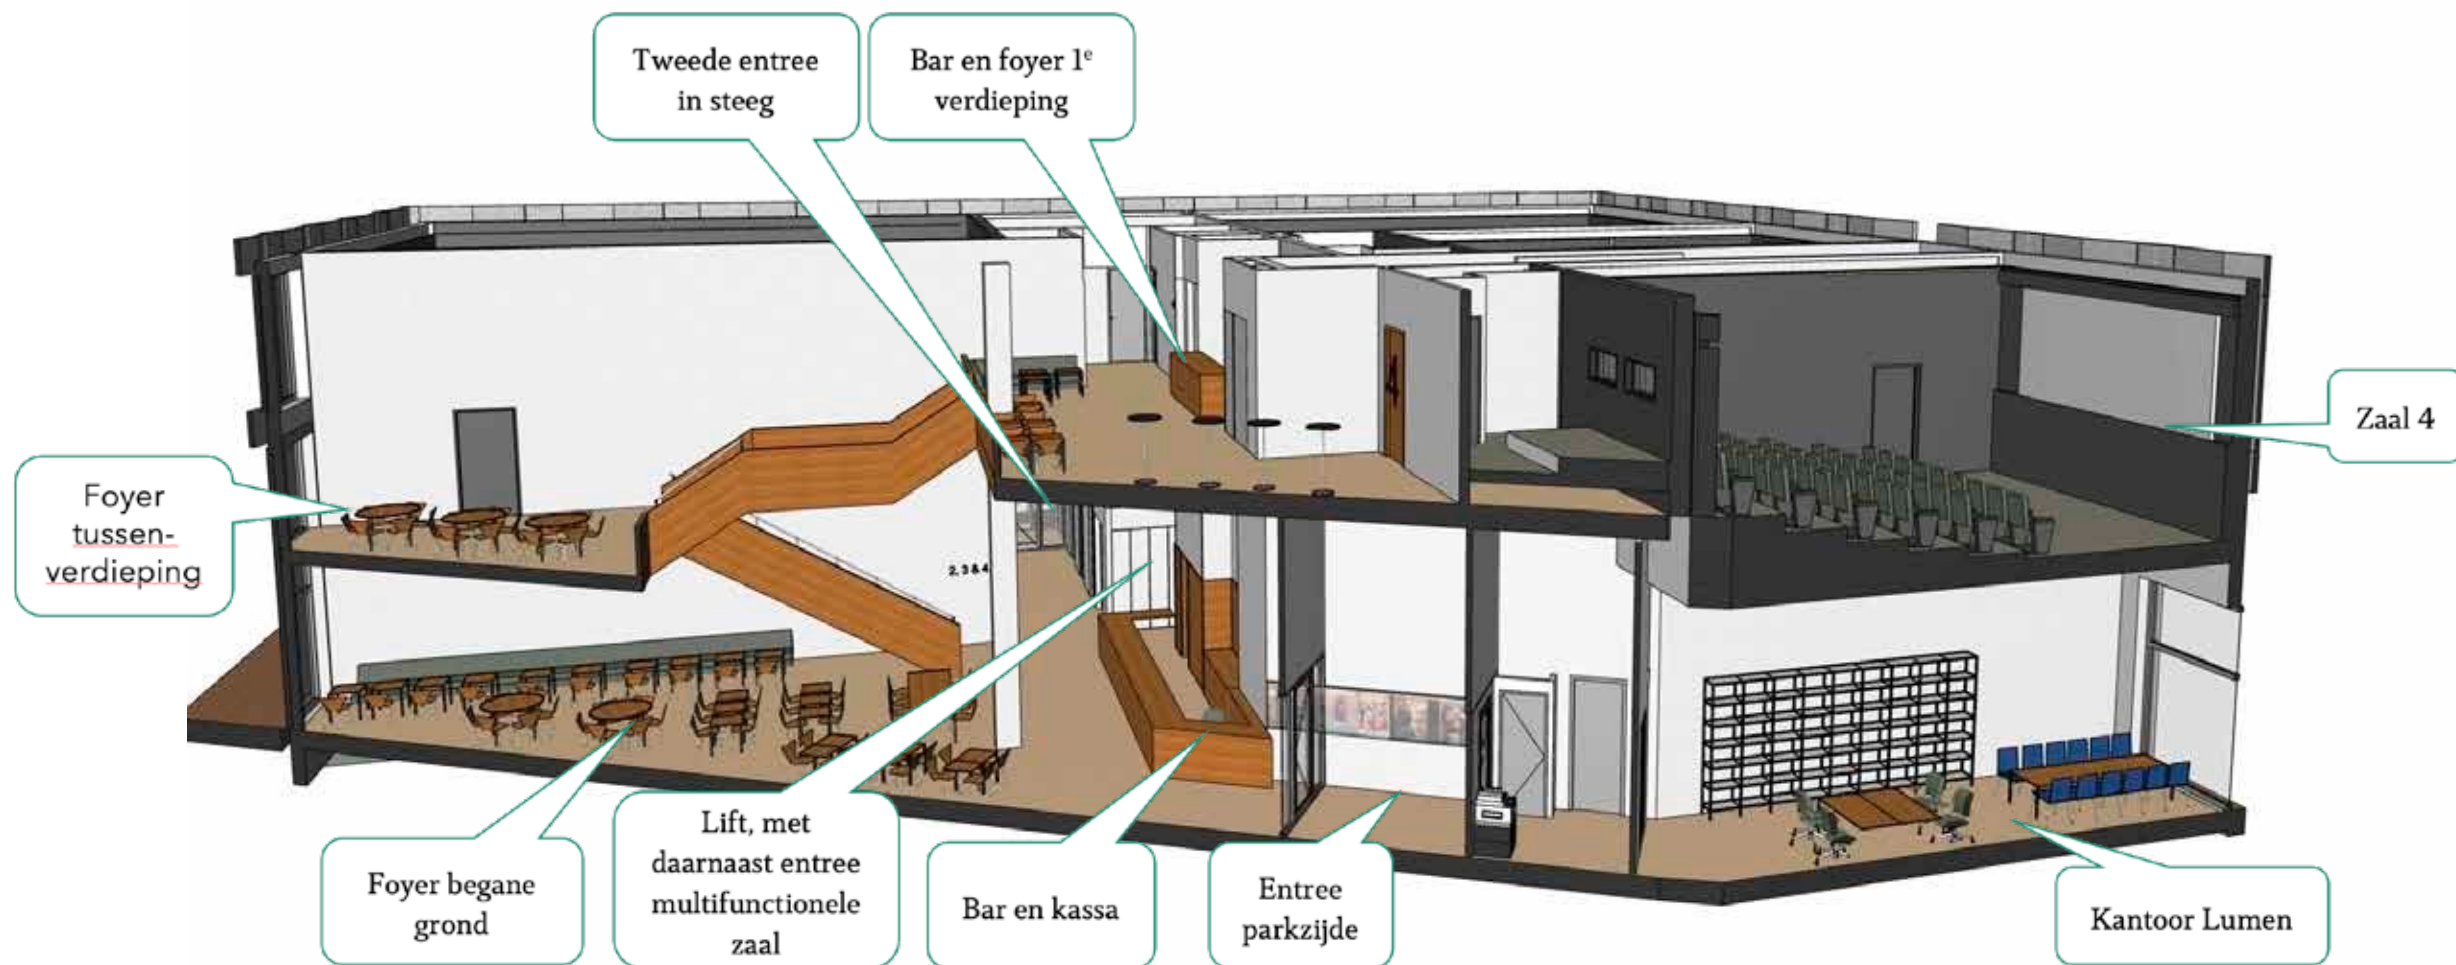 Tweede entree
in steeg
Bar en foyer 1ᵉ
verdieping
Zaal 4
Foyer
tussen-
verdieping
4
2, 3 & 4
Foyer begane
grond
Lift, met
daarnaast entree
multifunctionele
zaal
Bar en kassa
Entree
parkzijde
Kantoor Lumen